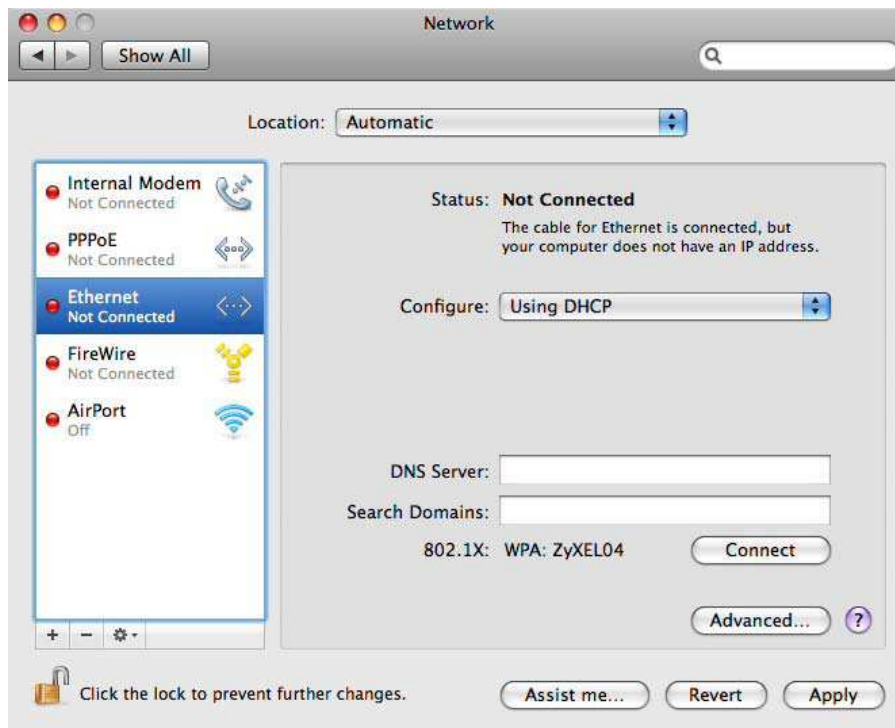 Network
Show All
Location: Automatic
Internal Modem
Not Connected
PPPoE
Not Connected
Ethernet
Not Connected
FireWire
Not Connected
AirPort
Off
Status: Not Connected
The cable for Ethernet is connected, but
your computer does not have an IP address.
Configure: Using DHCP
DNS Server:
Search Domains:
802.1X: WPA: ZyXEL04 Connect
Advanced... ?
Click the lock to prevent further changes.
Assist me... Revert Apply